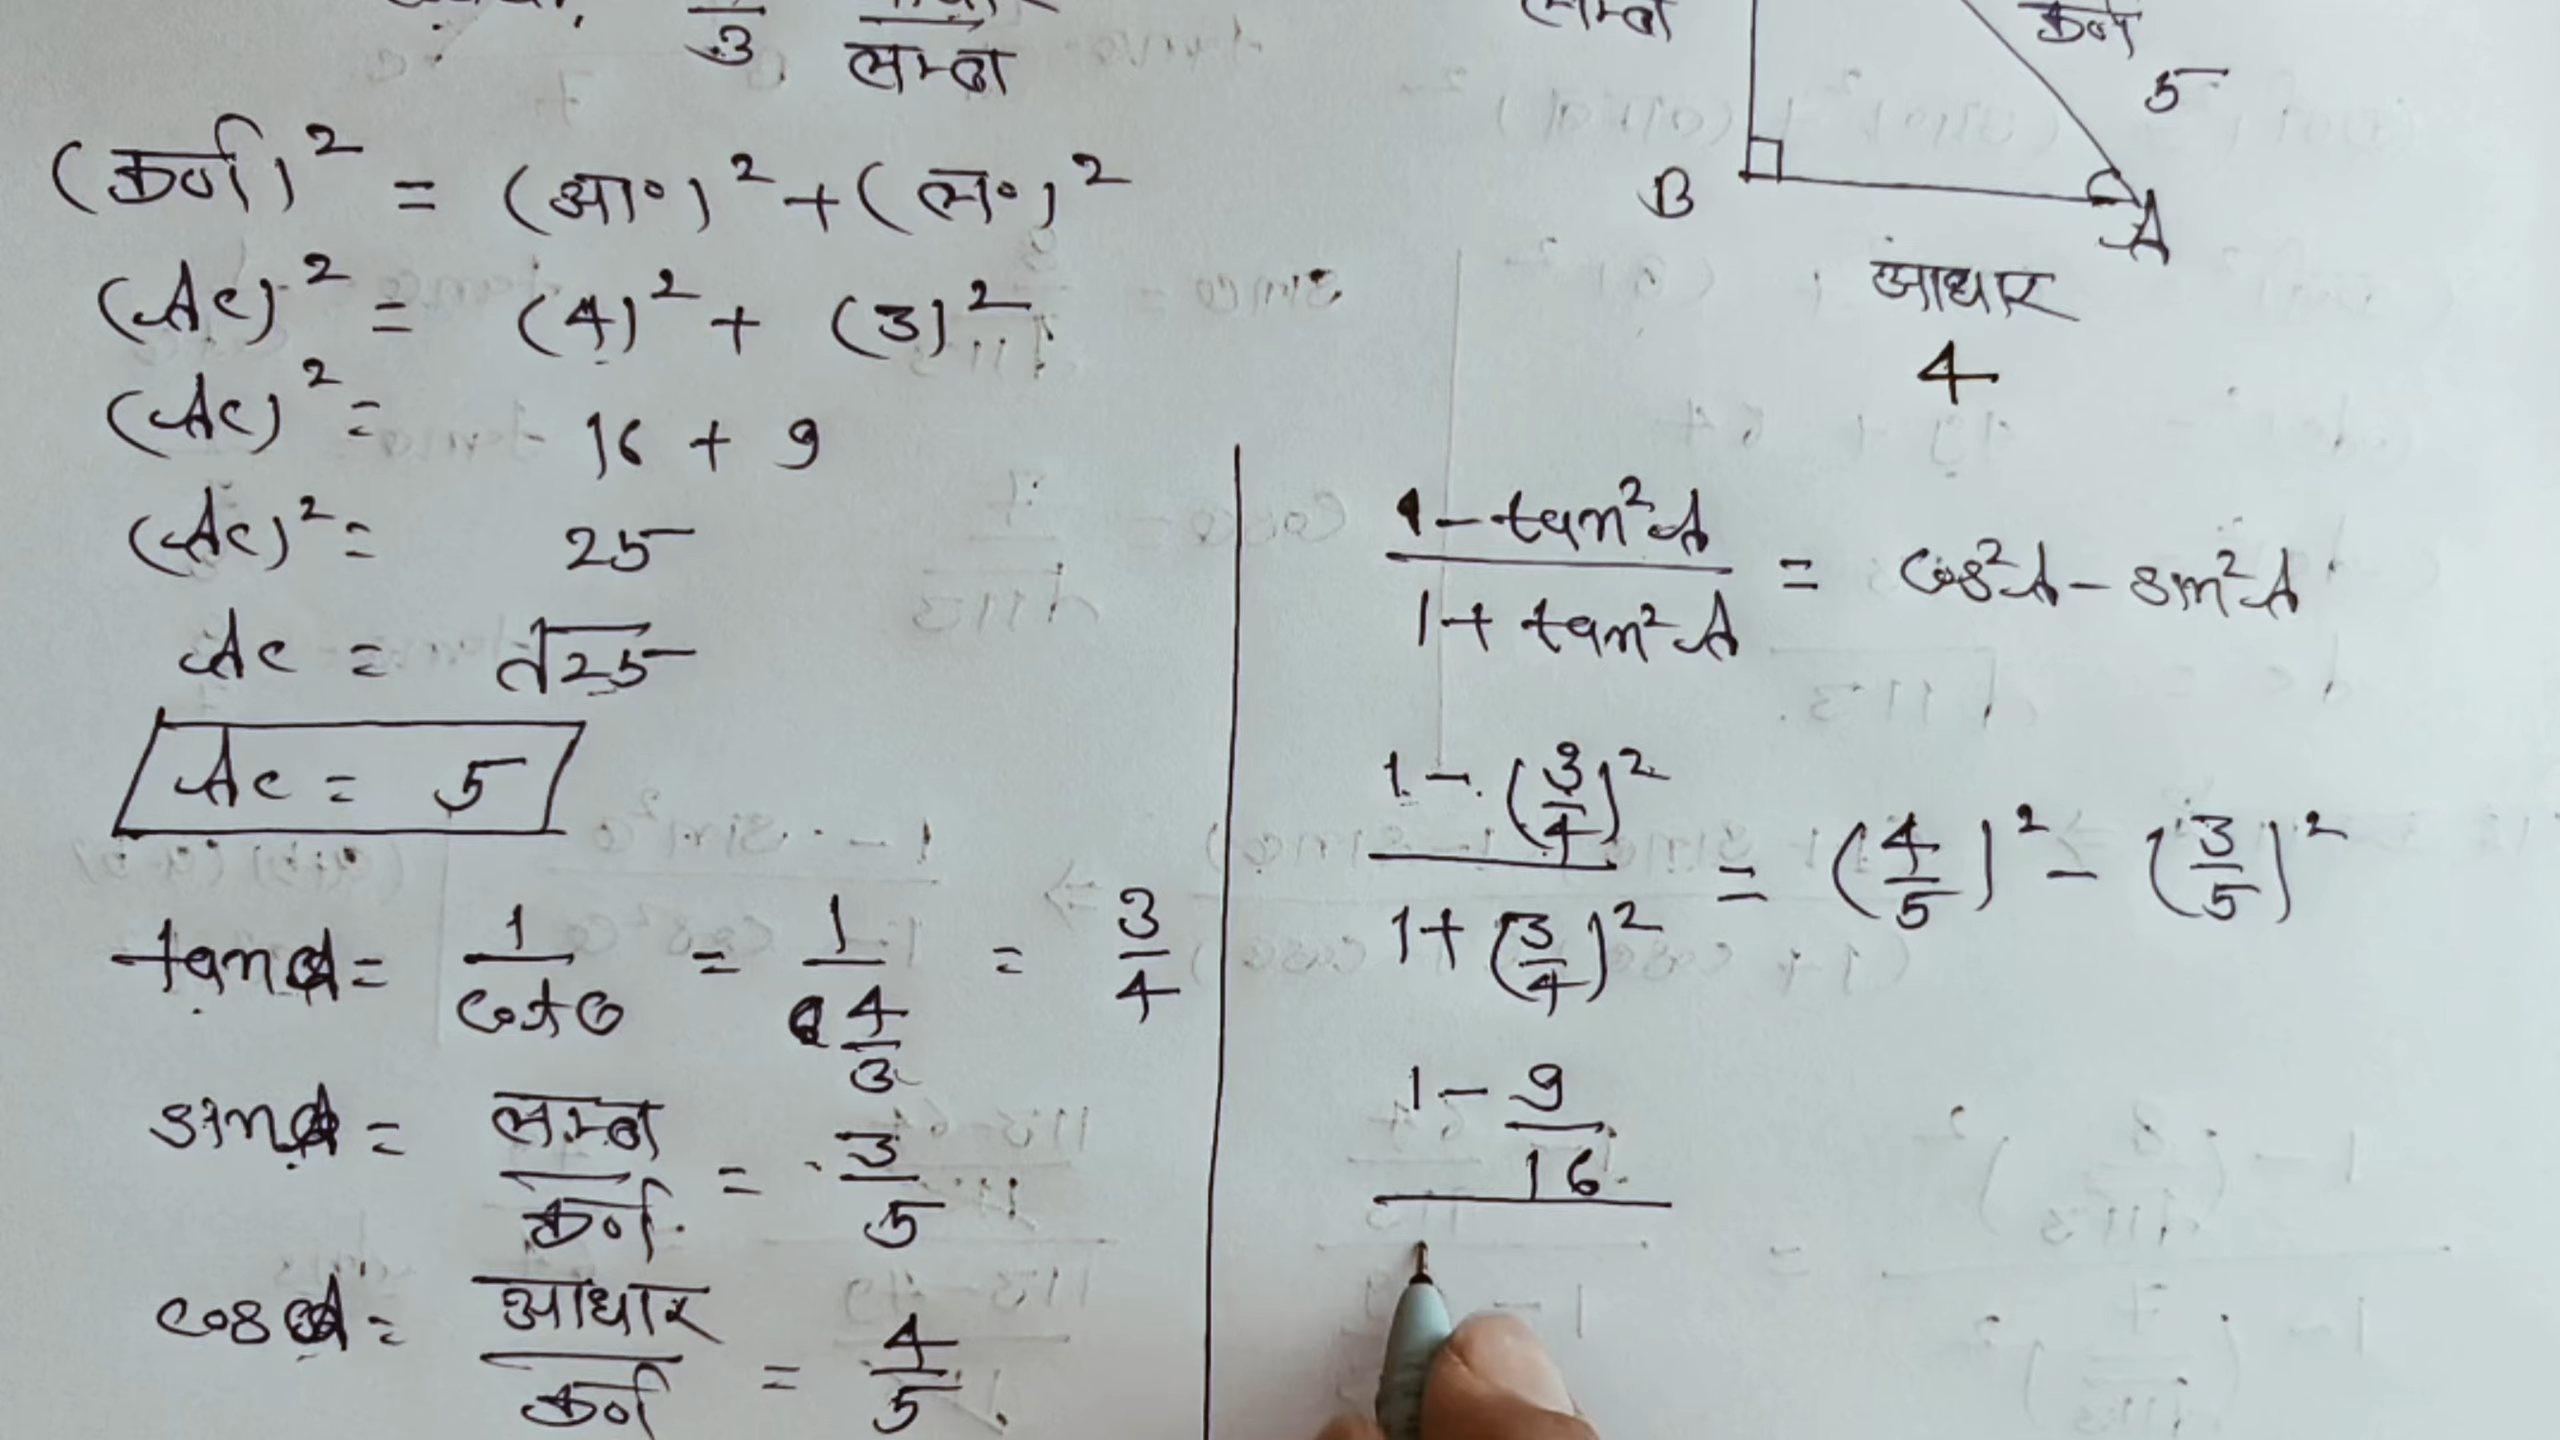 3 लम्ब
(कर्ण)² = (आ०)² + (ल०)²
(AC)² = (4)² + (3)²
(AC)² = 16 + 9
(AC)² = 25
AC = √25
AC = 5
tanA = 1/cotθ = 1/(4/3) = 3/4
sinA = लम्ब/कर्ण = 3/5
cosA = आधार/कर्ण = 4/5
लम्ब
कर्ण
5
B
A
आधार
4
(1 - tan²A)/(1 + tan²A) = cos²A - sin²A
(1 - (3/4)²)/(1 + (3/4)²) = (4/5)² - (3/5)²
1 - 9/16